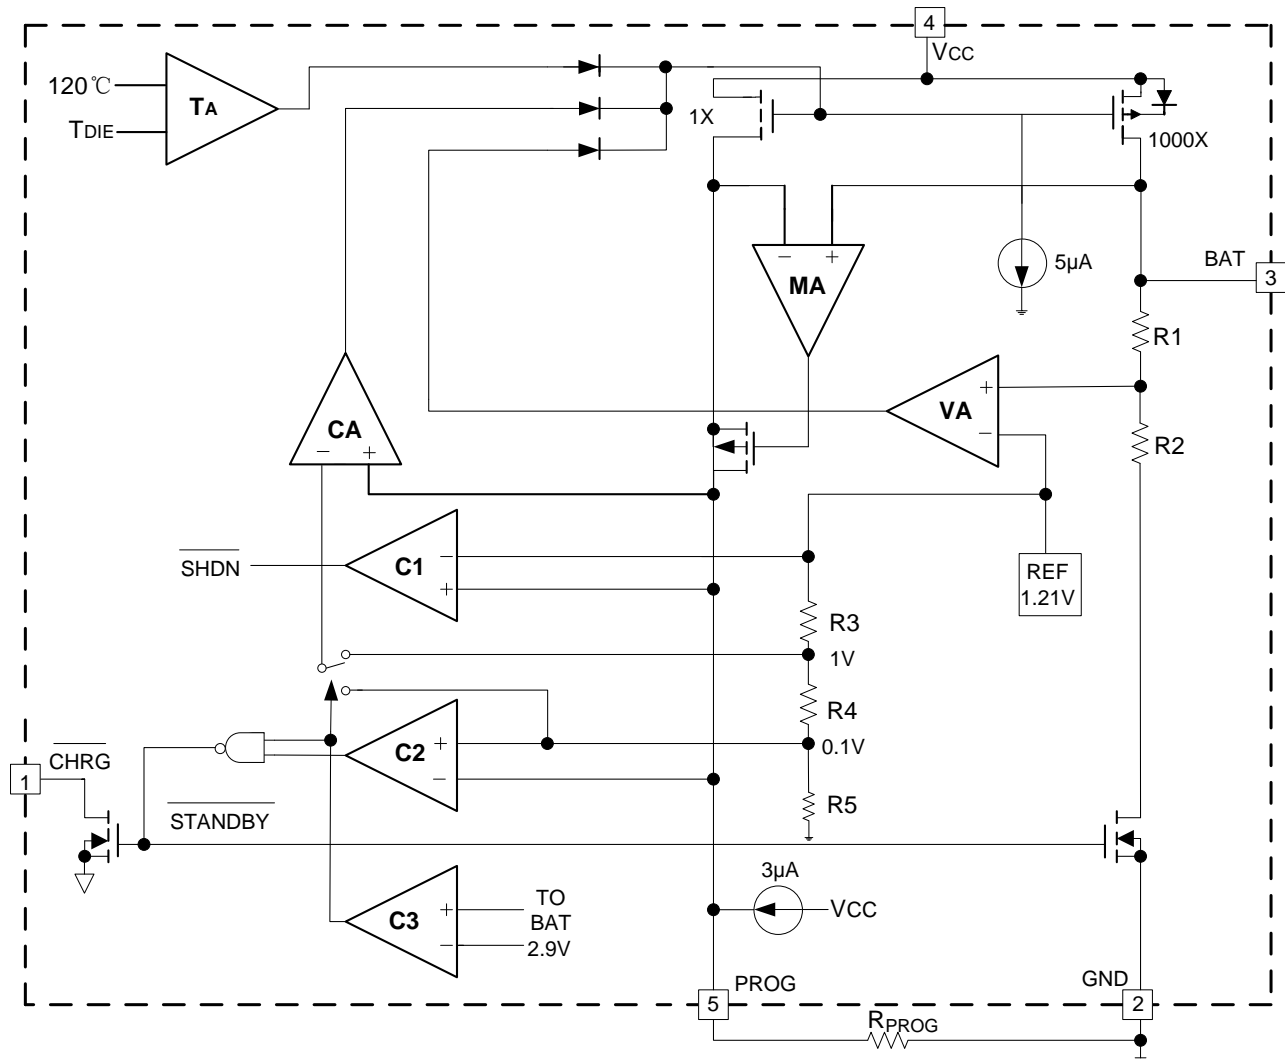 4
VCC
120℃
TA
TDIE
1X
1000X
− +
MA
5µA
BAT
3
R1
+
VA
−
R2
CA
− +
SHDN
−
C1
+
REF
1.21V
R3
1V
R4
+
C2
−
0.1V
R5
CHRG
1
STANDBY
3µA
VCC
C3
+
−
TO
BAT
2.9V
PROG
5
GND
2
RPROG